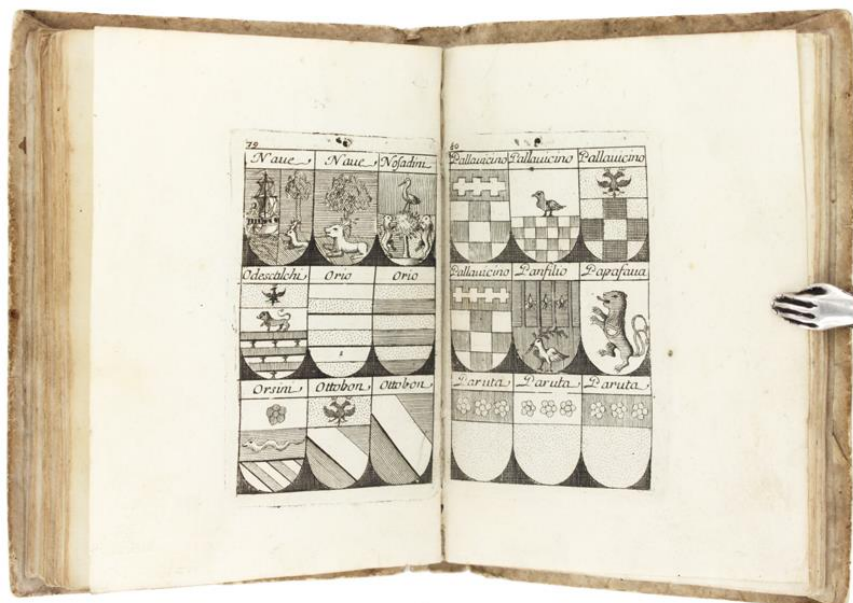 79
Naue Naue Nosadini
Odescalchi Orio Orio
Orsini Ottobon Ottobon
40
Pallauicino Pallauicino Pallauicino
Pallauicino Panfilio Papafaua
Paruta Paruta Paruta